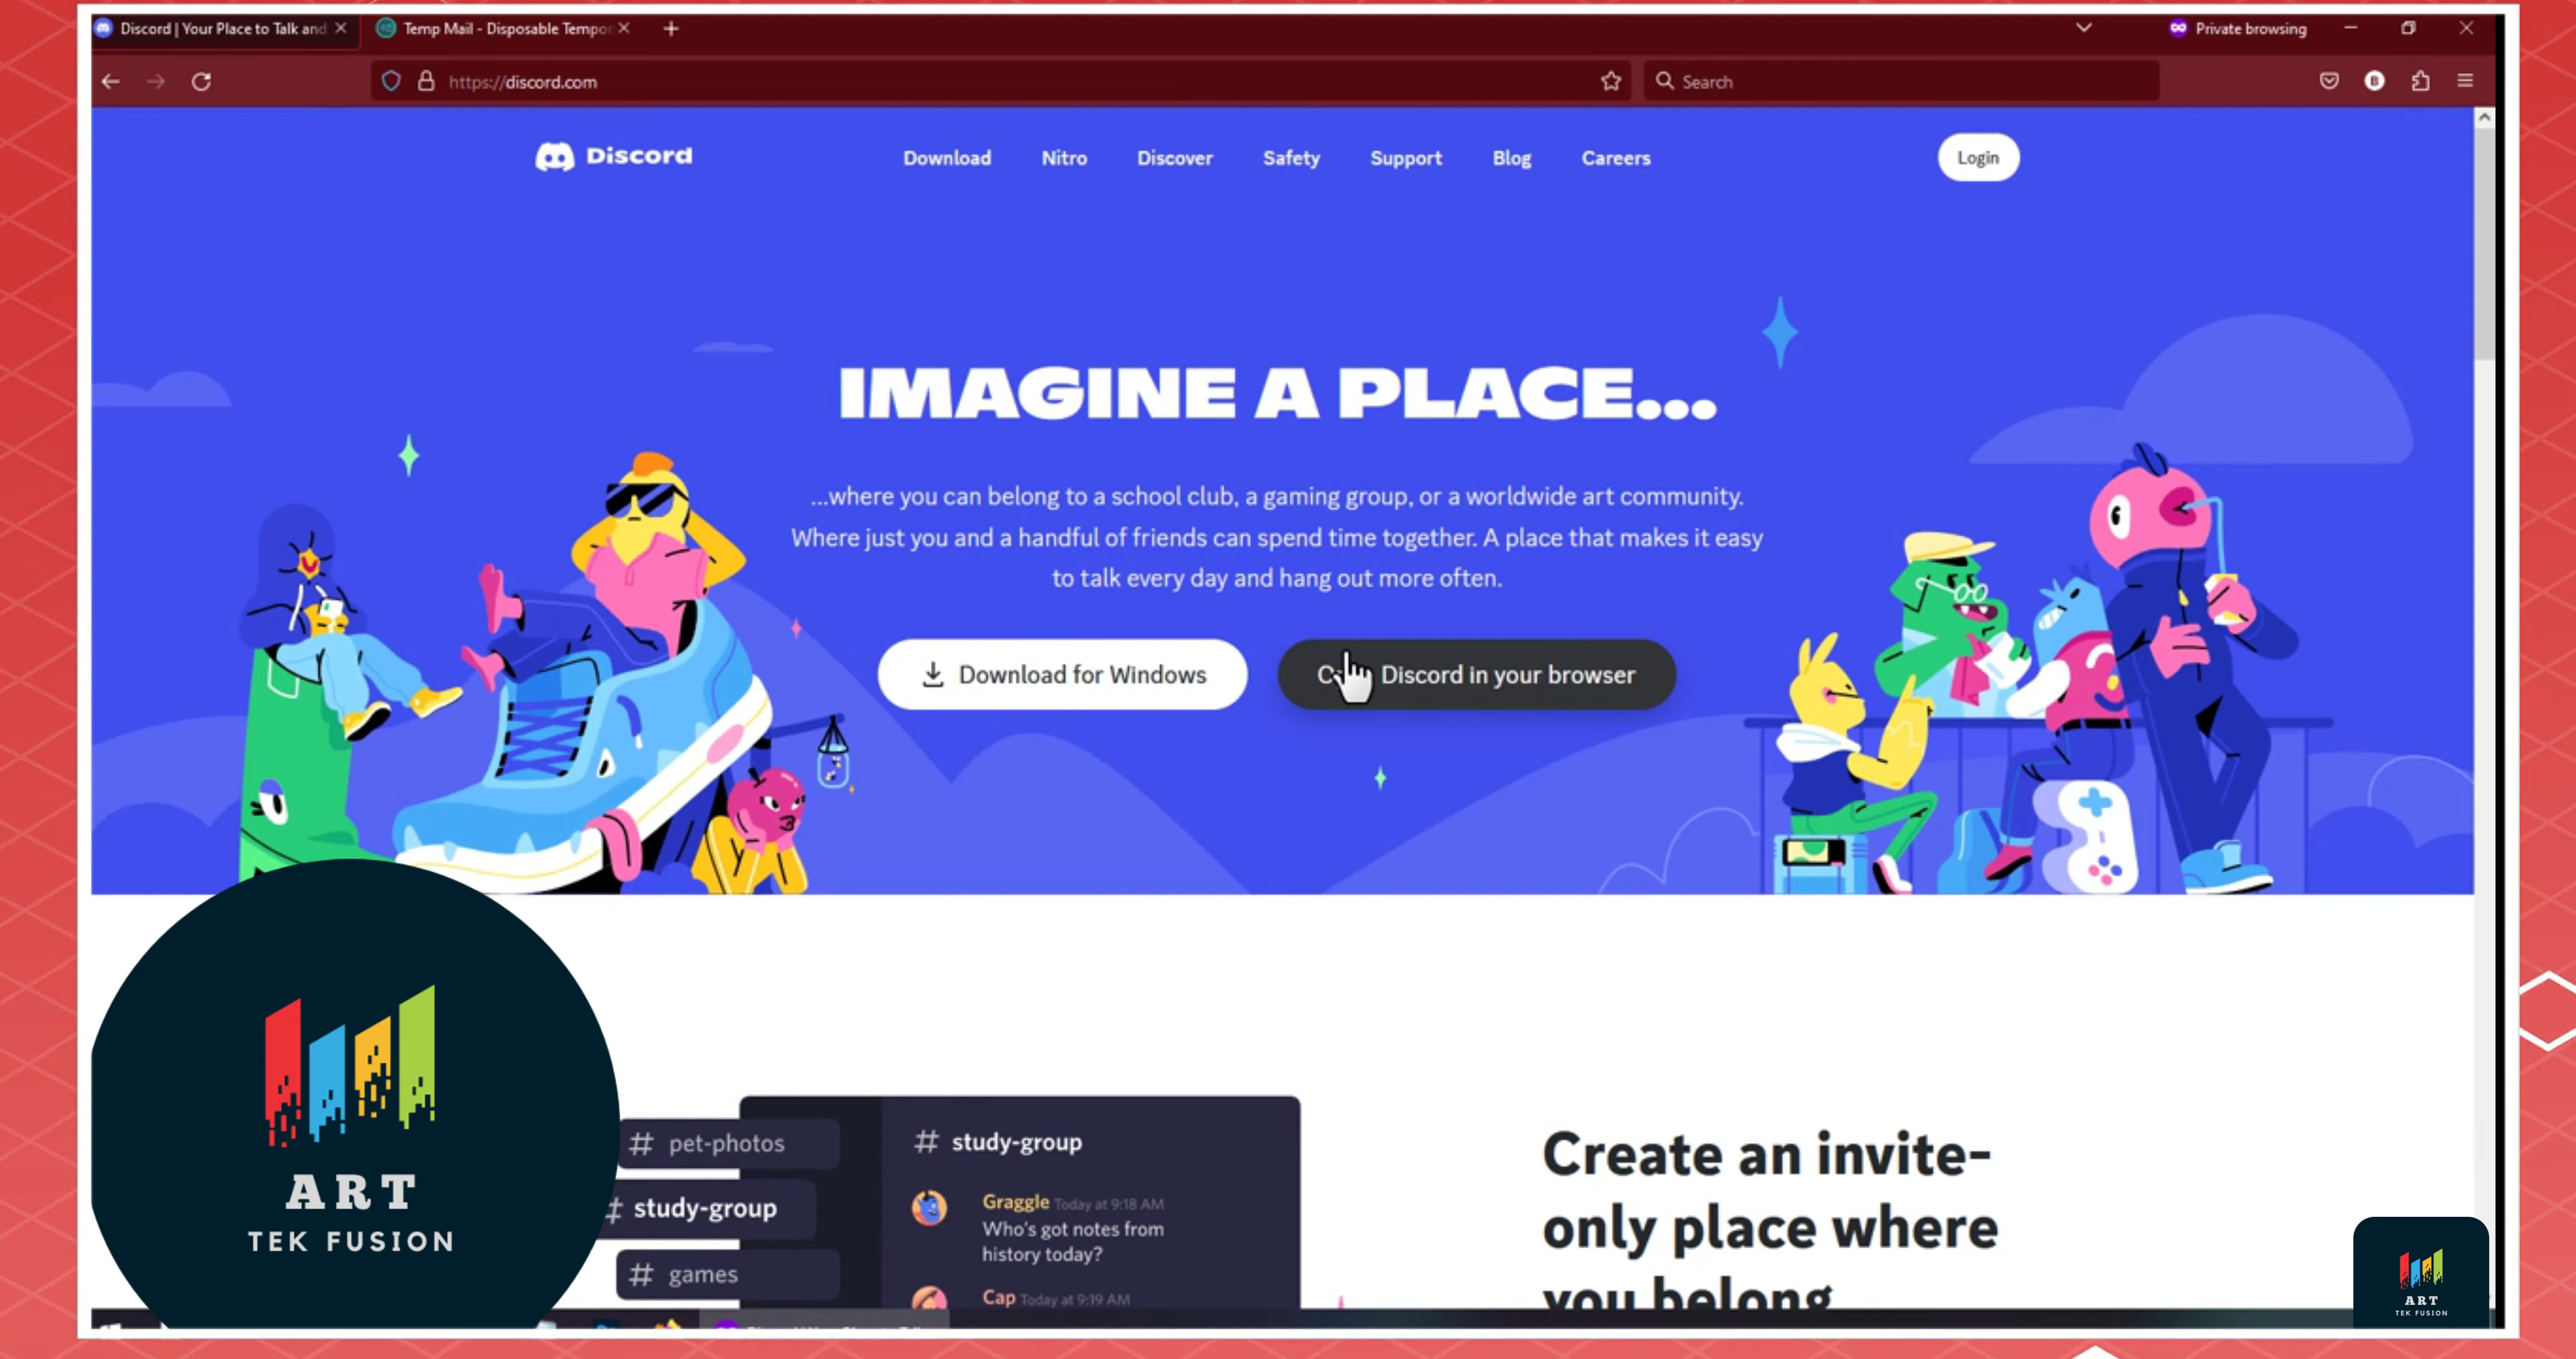 Discord | Your Place to Talk and
Temp Mail - Disposable Tempor
Private browsing
https://discord.com
Search
B
Discord
Download
Nitro
Discover
Safety
Support
Blog
Careers
Login
IMAGINE A PLACE...
...where you can belong to a school club, a gaming group, or a worldwide art community.
Where just you and a handful of friends can spend time together. A place that makes it easy
to talk every day and hang out more often.
Download for Windows
Discord in your browser
# pet-photos
# study-group
# games
# study-group
Graggle Today at 9:18 AM
Who's got notes from
history today?
Cap Today at 9:19 AM
Create an invite-
only place where
you belong
ART
TEK FUSION
ART
TEK FUSION